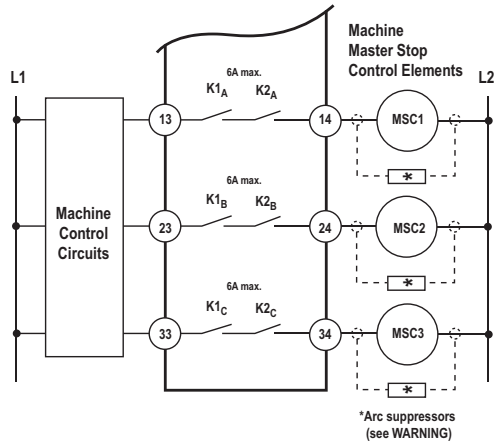 Machine
Master Stop
Control Elements
L1
L2
6A max.
K1A K2A
13
14
MSC1
*
6A max.
K1B K2B
Machine
Control
Circuits
23
24
MSC2
*
6A max.
K1C K2C
33
34
MSC3
*
*Arc suppressors
(see WARNING)